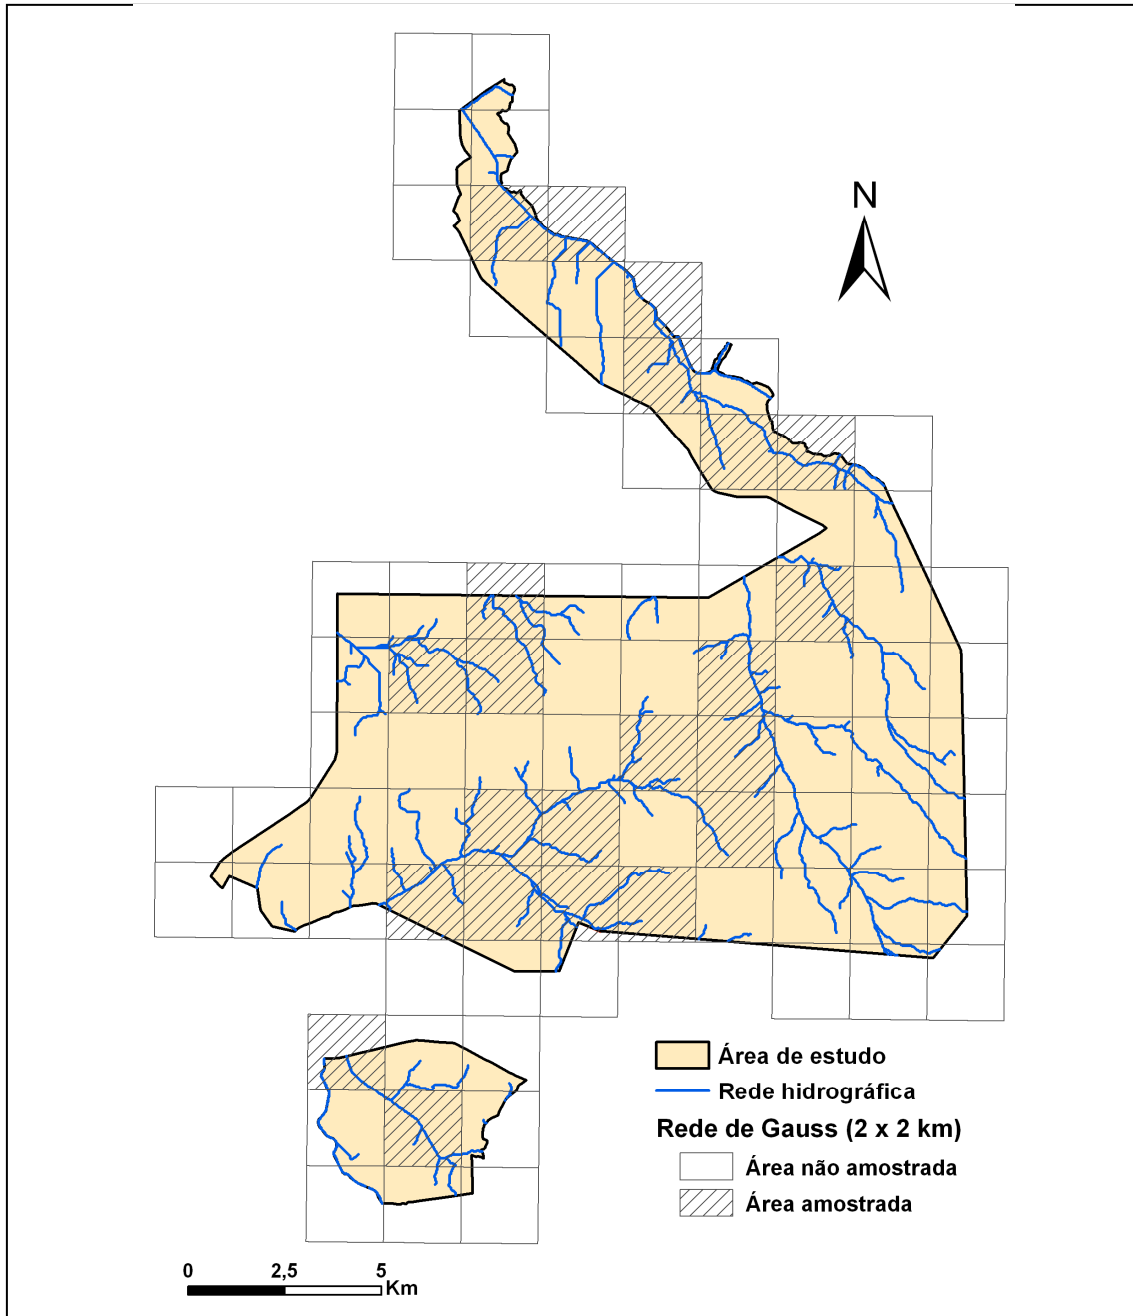 N
Área de estudo
Rede hidrográfica
Rede de Gauss (2 x 2 km)
Área não amostrada
Área amostrada
0 2,5 5
Km